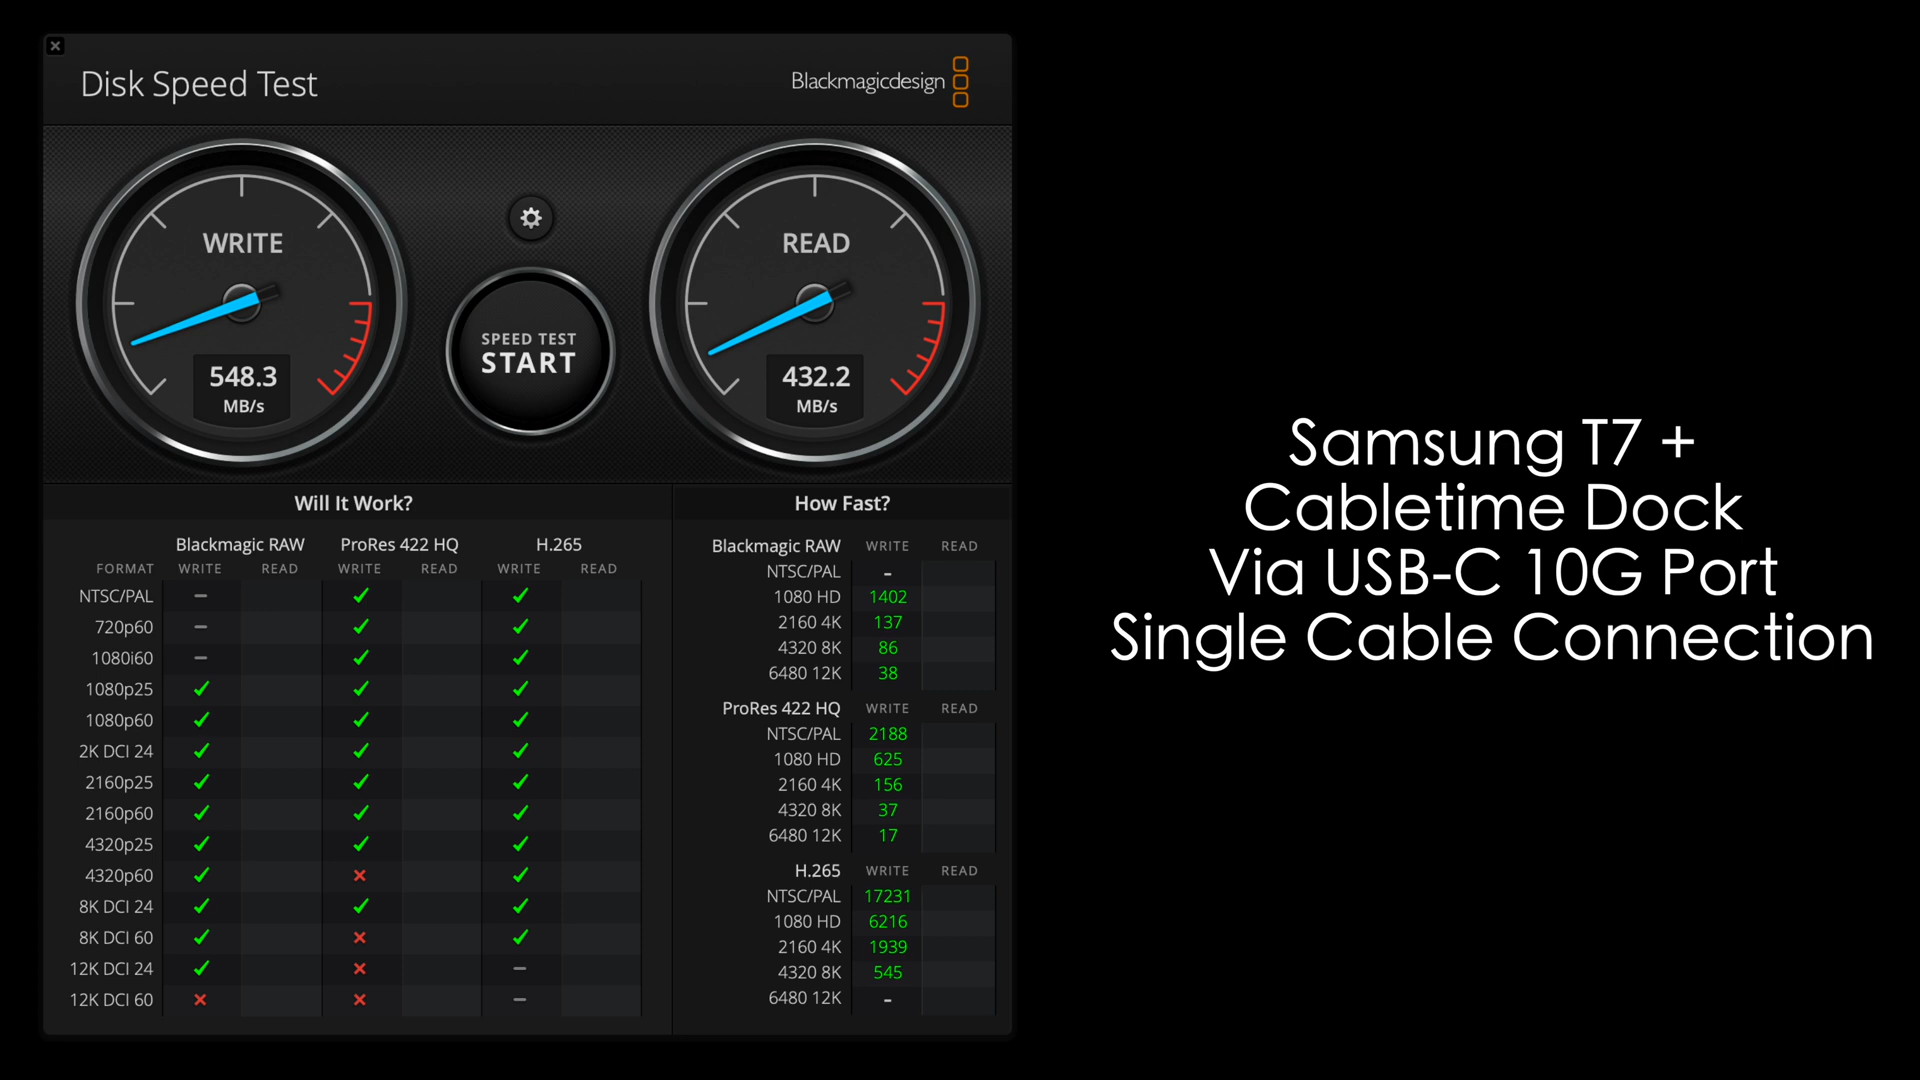 Disk Speed Test
Blackmagicdesign
WRITE
548.3
MB/s
SPEED TEST
START
READ
432.2
MB/s
Will It Work?
Blackmagic RAW ProRes 422 HQ H.265
FORMAT WRITE READ WRITE READ WRITE READ
NTSC/PAL – ✓ ✓
720p60 – ✓ ✓
1080i60 – ✓ ✓
1080p25 ✓ ✓ ✓
1080p60 ✓ ✓ ✓
2K DCI 24 ✓ ✓ ✓
2160p25 ✓ ✓ ✓
2160p60 ✓ ✓ ✓
4320p25 ✓ ✓ ✓
4320p60 ✓ ✗ ✓
8K DCI 24 ✓ ✓ ✓
8K DCI 60 ✓ ✗ ✓
12K DCI 24 ✓ ✗ –
12K DCI 60 ✗ ✗ –
How Fast?
Blackmagic RAW WRITE READ
NTSC/PAL -
1080 HD 1402
2160 4K 137
4320 8K 86
6480 12K 38
ProRes 422 HQ WRITE READ
NTSC/PAL 2188
1080 HD 625
2160 4K 156
4320 8K 37
6480 12K 17
H.265 WRITE READ
NTSC/PAL 17231
1080 HD 6216
2160 4K 1939
4320 8K 545
6480 12K -
Samsung T7 +
Cabletime Dock
Via USB-C 10G Port
Single Cable Connection